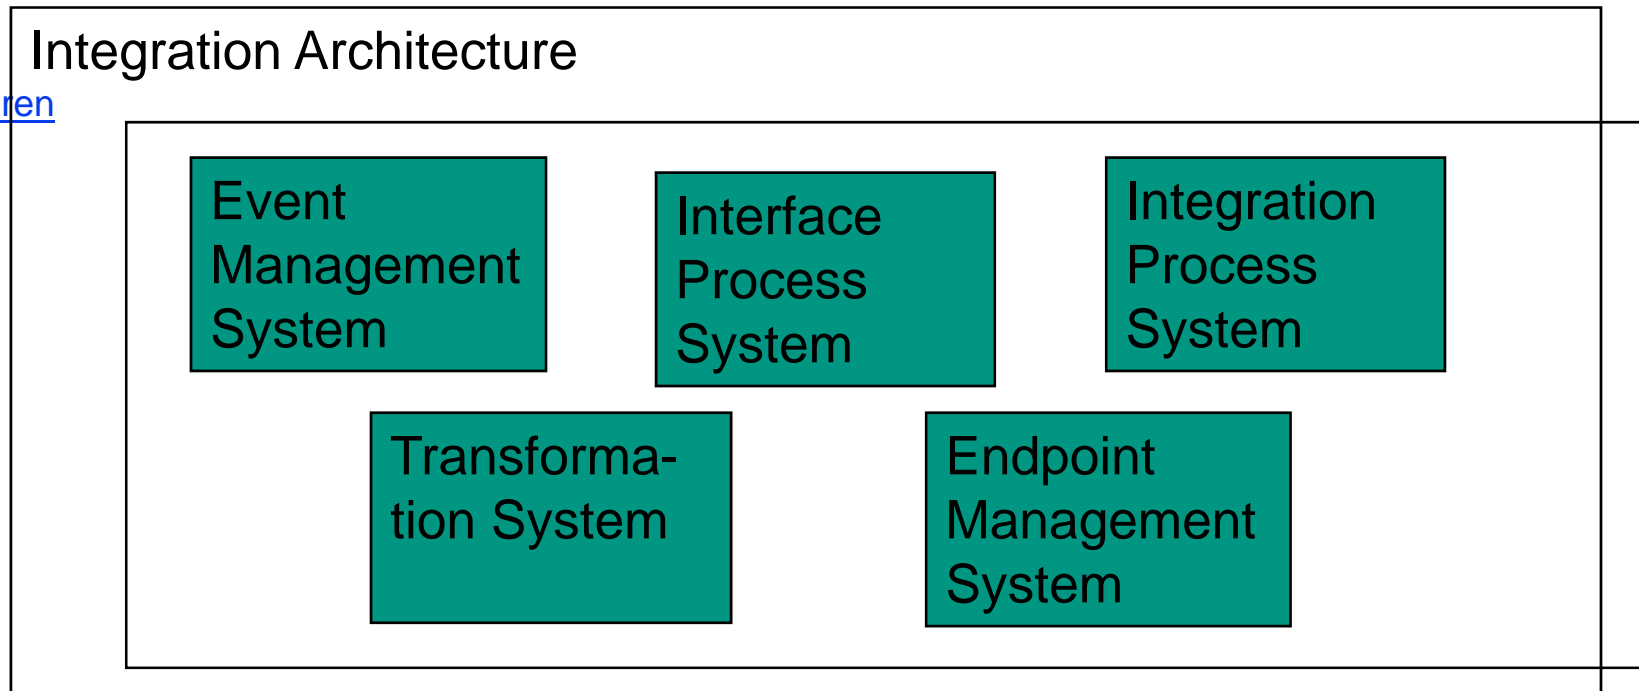 Integration Architecture
ren
Event
Management
System
Interface
Process
System
Integration
Process
System
Transforma-
tion System
Endpoint
Management
System